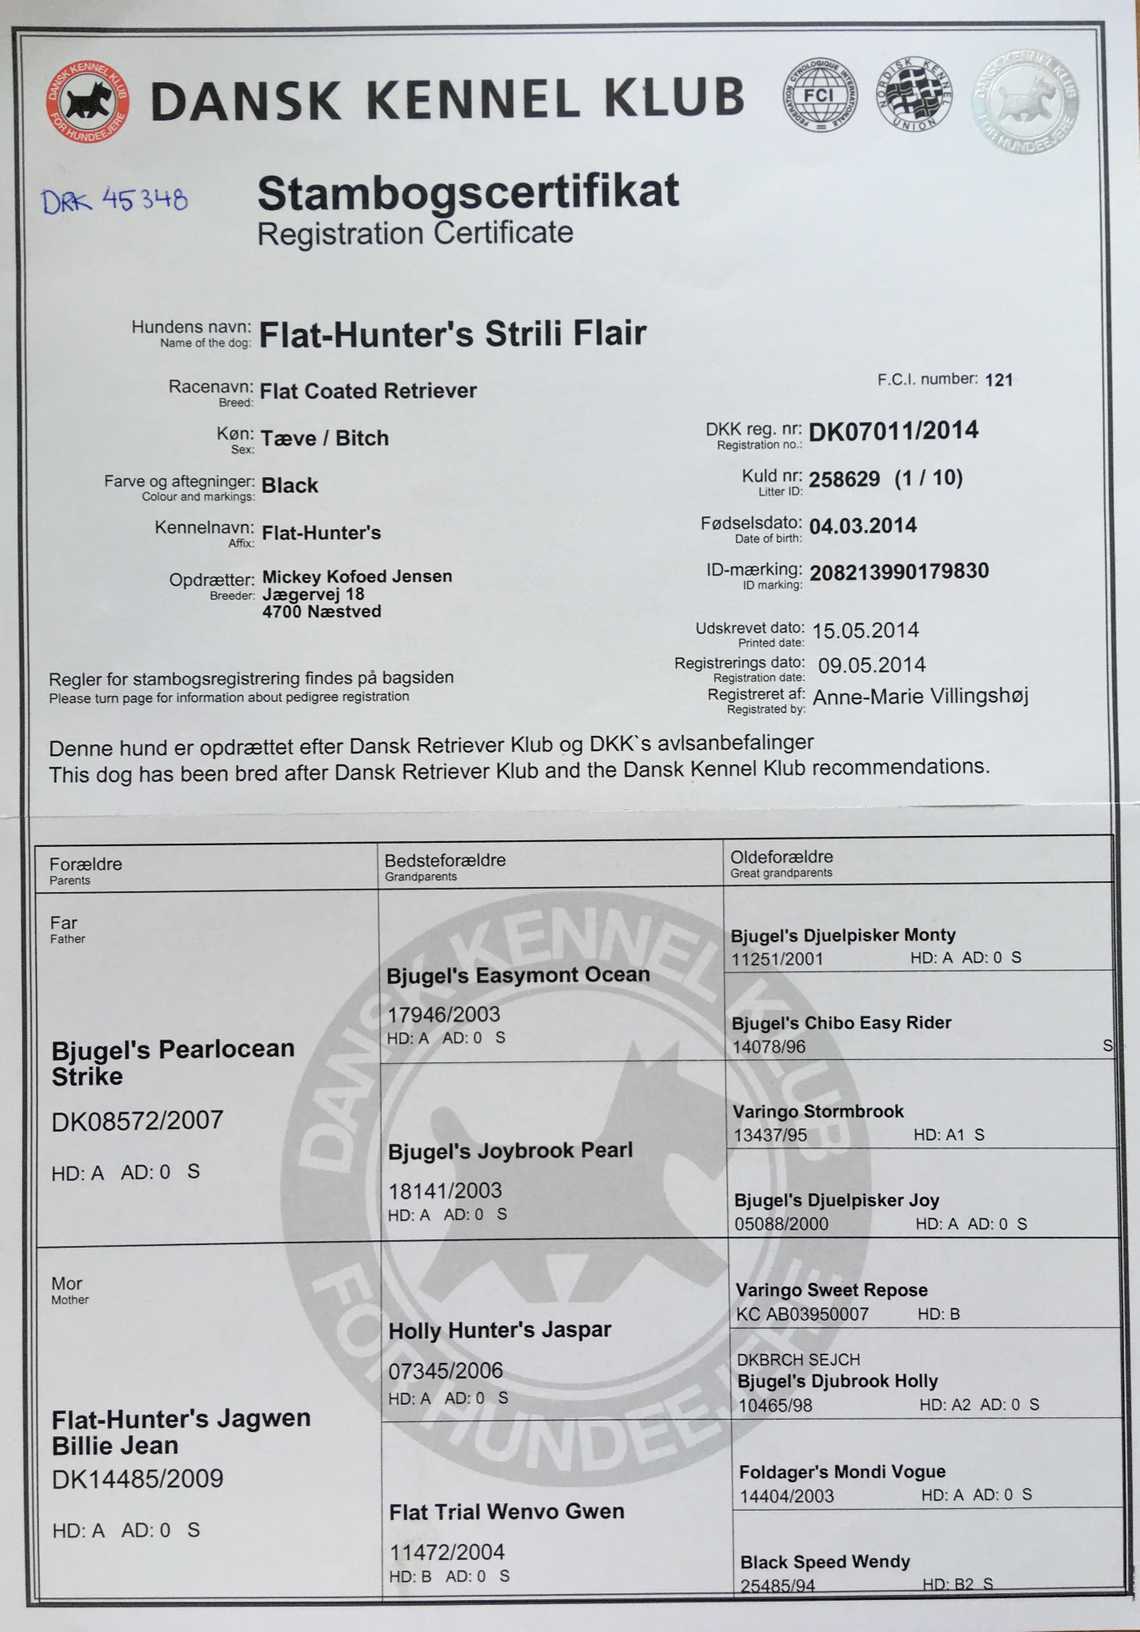 DANSK KENNEL KLUB
FOR HUNDEEJERE
DANSK KENNEL KLUB
FEDERATION CYNOLOGIQUE INTERNATIONALE
FCI
NORDISK KENNEL
UNION
DANSK KENNEL KLUB
FOR HUNDEEJERE
DRK 45348
Stambogscertifikat
Registration Certificate
Hundens navn: Flat-Hunter's Strili Flair
Name of the dog:
Racenavn: Flat Coated Retriever
Breed:
F.C.I. number: 121
Køn: Tæve / Bitch
Sex:
DKK reg. nr: DK07011/2014
Registration no.:
Farve og aftegninger: Black
Colour and markings:
Kuld nr: 258629 (1 / 10)
Litter ID:
Kennelnavn: Flat-Hunter's
Affix:
Fødselsdato: 04.03.2014
Date of birth:
Opdrætter: Mickey Kofoed Jensen
Breeder: Jægervej 18
4700 Næstved
ID-mærking: 208213990179830
ID marking:
Udskrevet dato: 15.05.2014
Printed date:
Registrerings dato: 09.05.2014
Registration date:
Registreret af: Anne-Marie Villingshøj
Registrated by:
Regler for stambogsregistrering findes på bagsiden
Please turn page for information about pedigree registration
Denne hund er opdrættet efter Dansk Retriever Klub og DKK`s avlsanbefalinger
This dog has been bred after Dansk Retriever Klub and the Dansk Kennel Klub recommendations.
Forældre
Parents
Bedsteforældre
Grandparents
Oldeforældre
Great grandparents
Far
Father
Bjugel's Pearlocean
Strike
DK08572/2007
HD: A AD: 0 S
Bjugel's Easymont Ocean
17946/2003
HD: A AD: 0 S
Bjugel's Joybrook Pearl
18141/2003
HD: A AD: 0 S
Bjugel's Djuelpisker Monty
11251/2001 HD: A AD: 0 S
Bjugel's Chibo Easy Rider
14078/96 S
Varingo Stormbrook
13437/95 HD: A1 S
Bjugel's Djuelpisker Joy
05088/2000 HD: A AD: 0 S
Mor
Mother
Flat-Hunter's Jagwen
Billie Jean
DK14485/2009
HD: A AD: 0 S
Holly Hunter's Jaspar
07345/2006
HD: A AD: 0 S
Flat Trial Wenvo Gwen
11472/2004
HD: B AD: 0 S
Varingo Sweet Repose
KC AB03950007 HD: B
DKBRCH SEJCH
Bjugel's Djubrook Holly
10465/98 HD: A2 AD: 0 S
Foldager's Mondi Vogue
14404/2003 HD: A AD: 0 S
Black Speed Wendy
25485/94 HD: B2 S
DANSK KENNEL KLUB
FOR HUNDEEJERE